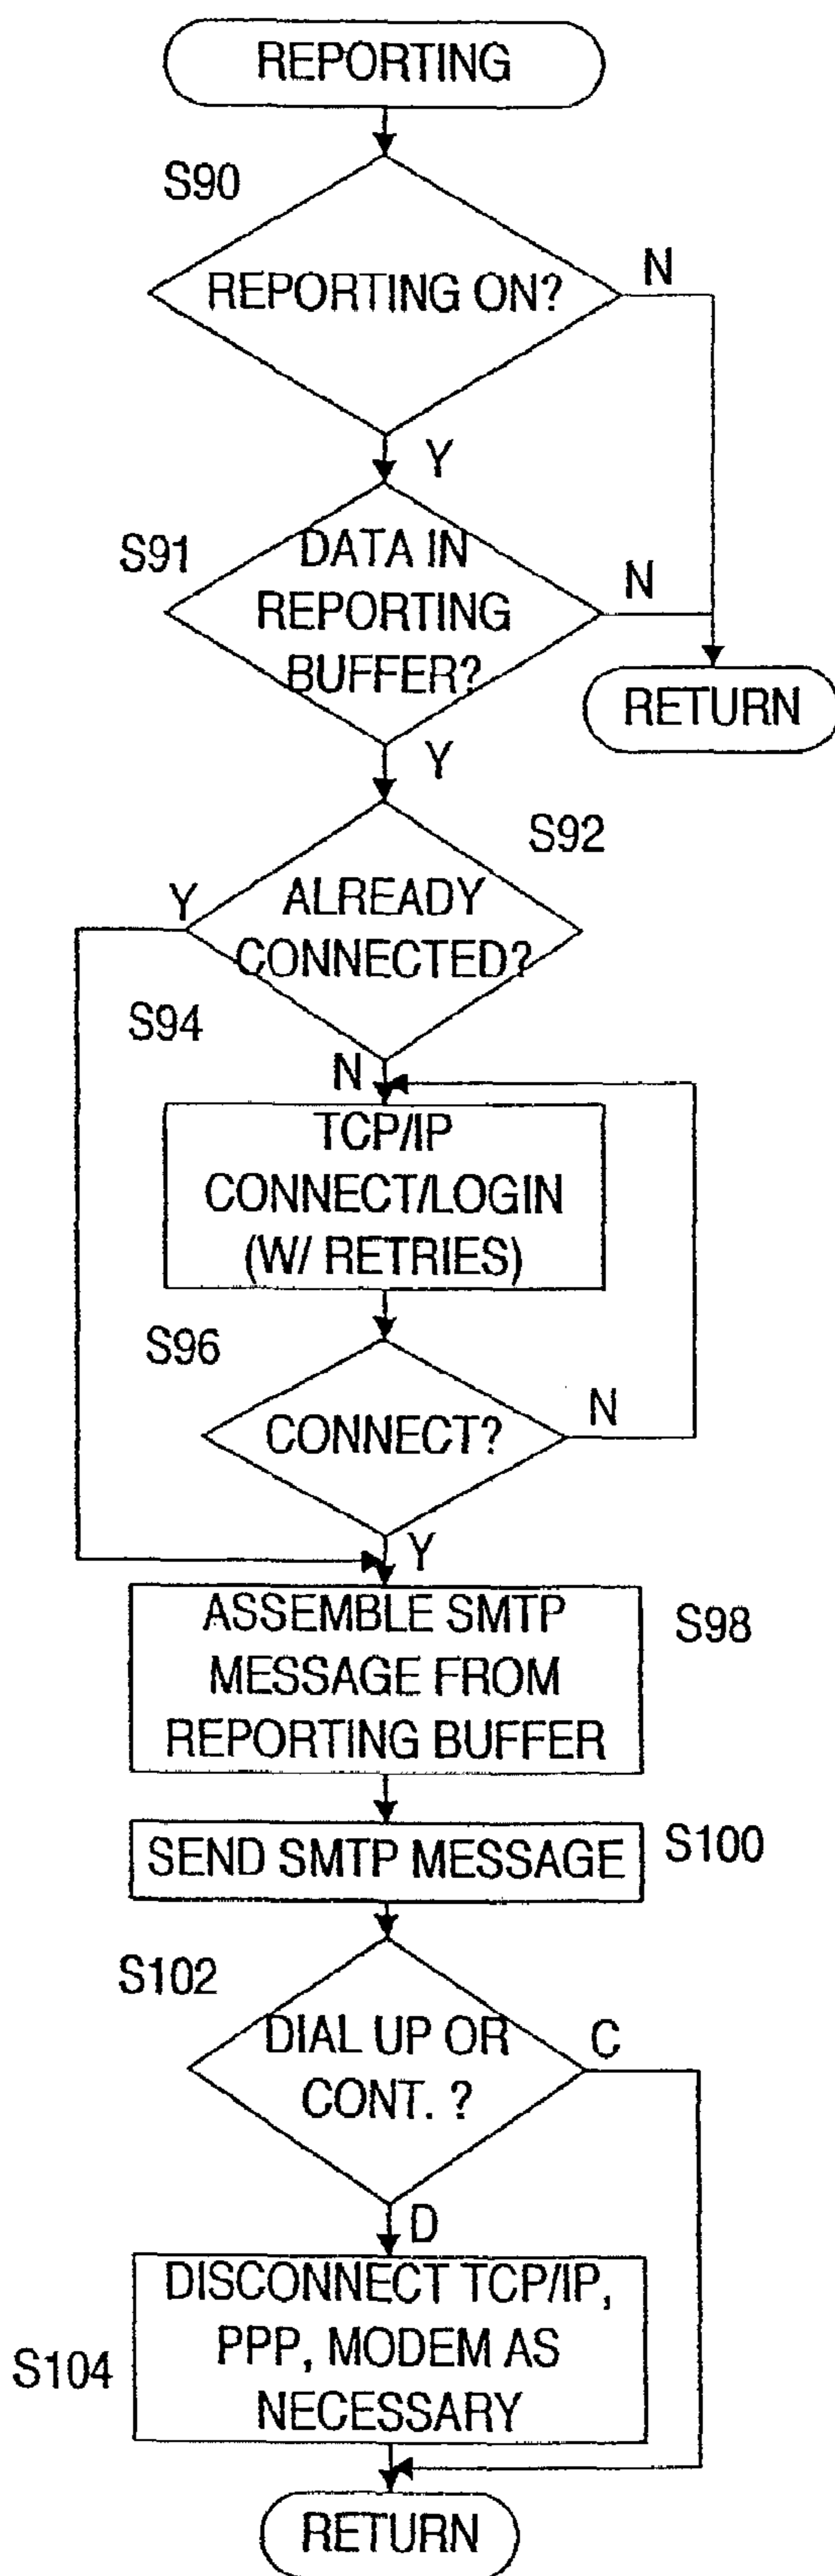 REPORTING
S90
REPORTING ON?
N
Y
S91
DATA IN
REPORTING
BUFFER?
N
RETURN
Y
S92
Y
ALREADY
CONNECTED?
S94
N
TCP/IP
CONNECT/LOGIN
(W/ RETRIES)
S96
CONNECT?
N
Y
ASSEMBLE SMTP
MESSAGE FROM
REPORTING BUFFER
S98
SEND SMTP MESSAGE
S100
S102
DIAL UP OR
CONT. ?
C
D
DISCONNECT TCP/IP,
PPP, MODEM AS
NECESSARY
S104
RETURN